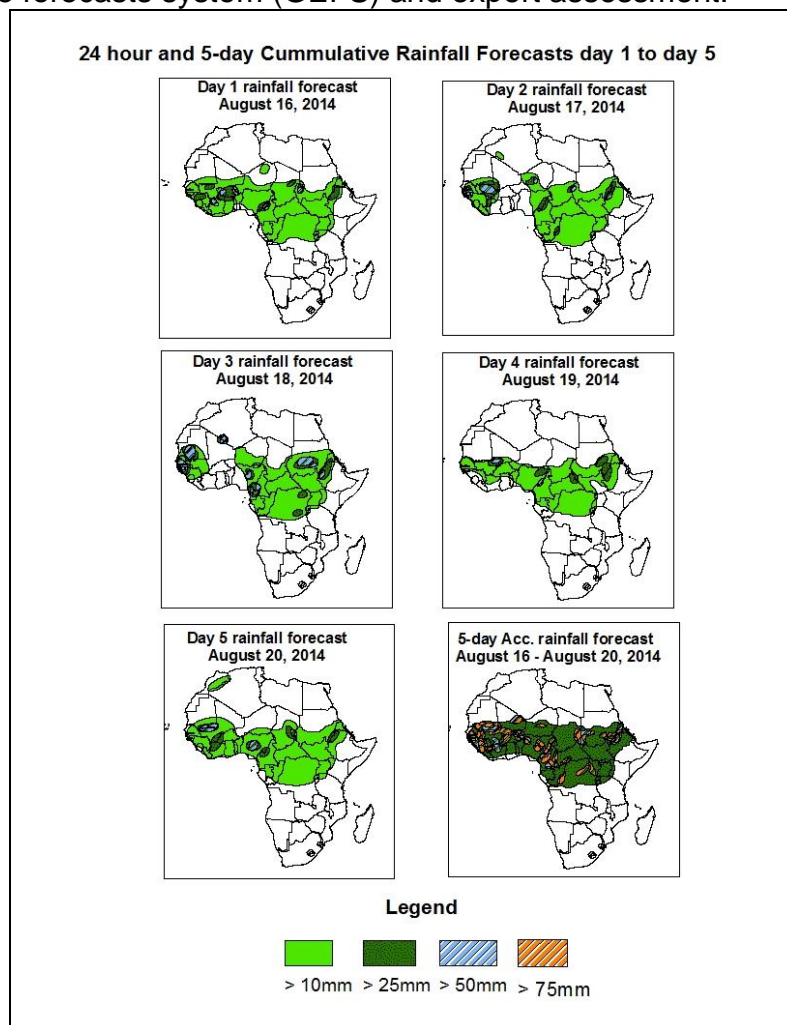 forecasts system (GEFS) and expert assessment.
24 hour and 5-day Cummulative Rainfall Forecasts day 1 to day 5
Day 1 rainfall forecast
August 16, 2014
Day 2 rainfall forecast
August 17, 2014
Day 3 rainfall forecast
August 18, 2014
Day 4 rainfall forecast
August 19, 2014
Day 5 rainfall forecast
August 20, 2014
5-day Acc. rainfall forecast
August 16 - August 20, 2014
Legend
> 10mm > 25mm > 50mm > 75mm